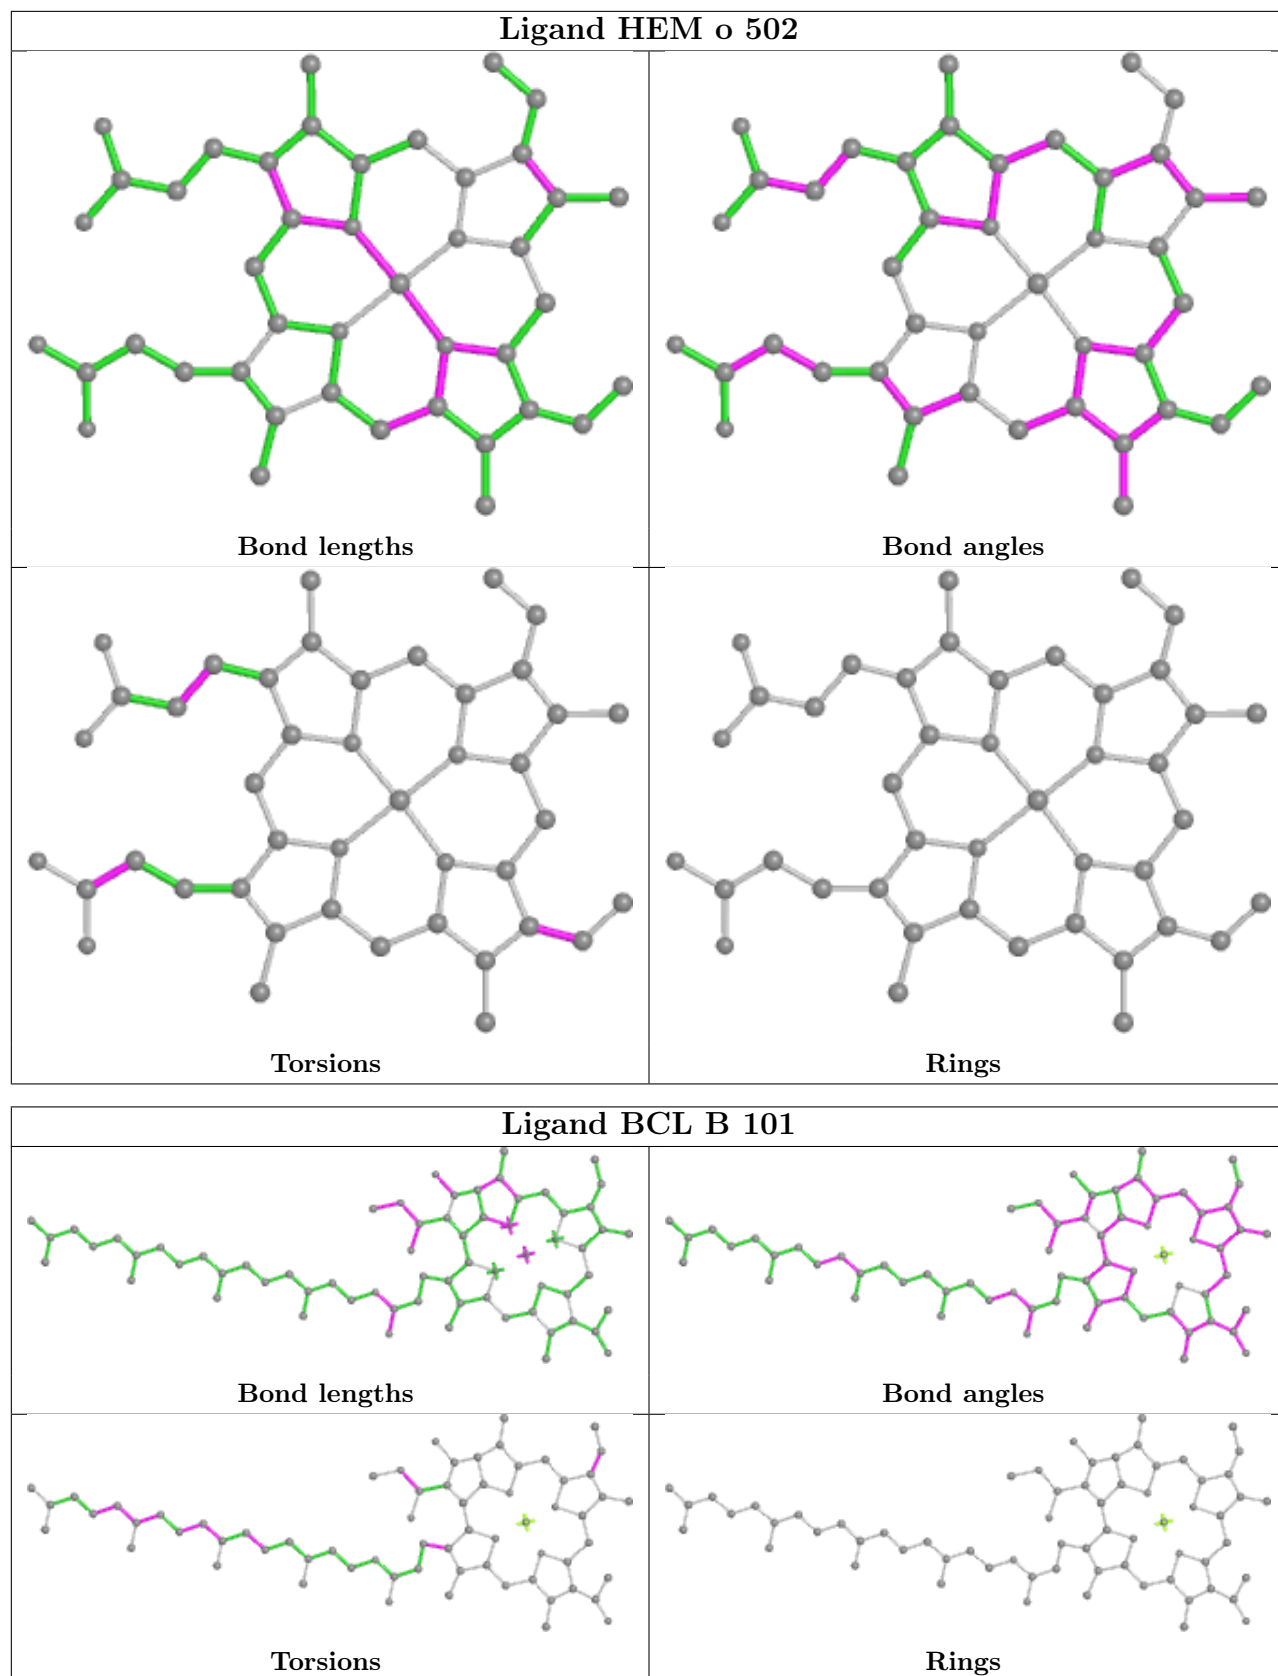 Ligand HEM o 502
Bond lengths
Bond angles
Torsions
Rings
Ligand BCL B 101
Bond lengths
Bond angles
Torsions
Rings